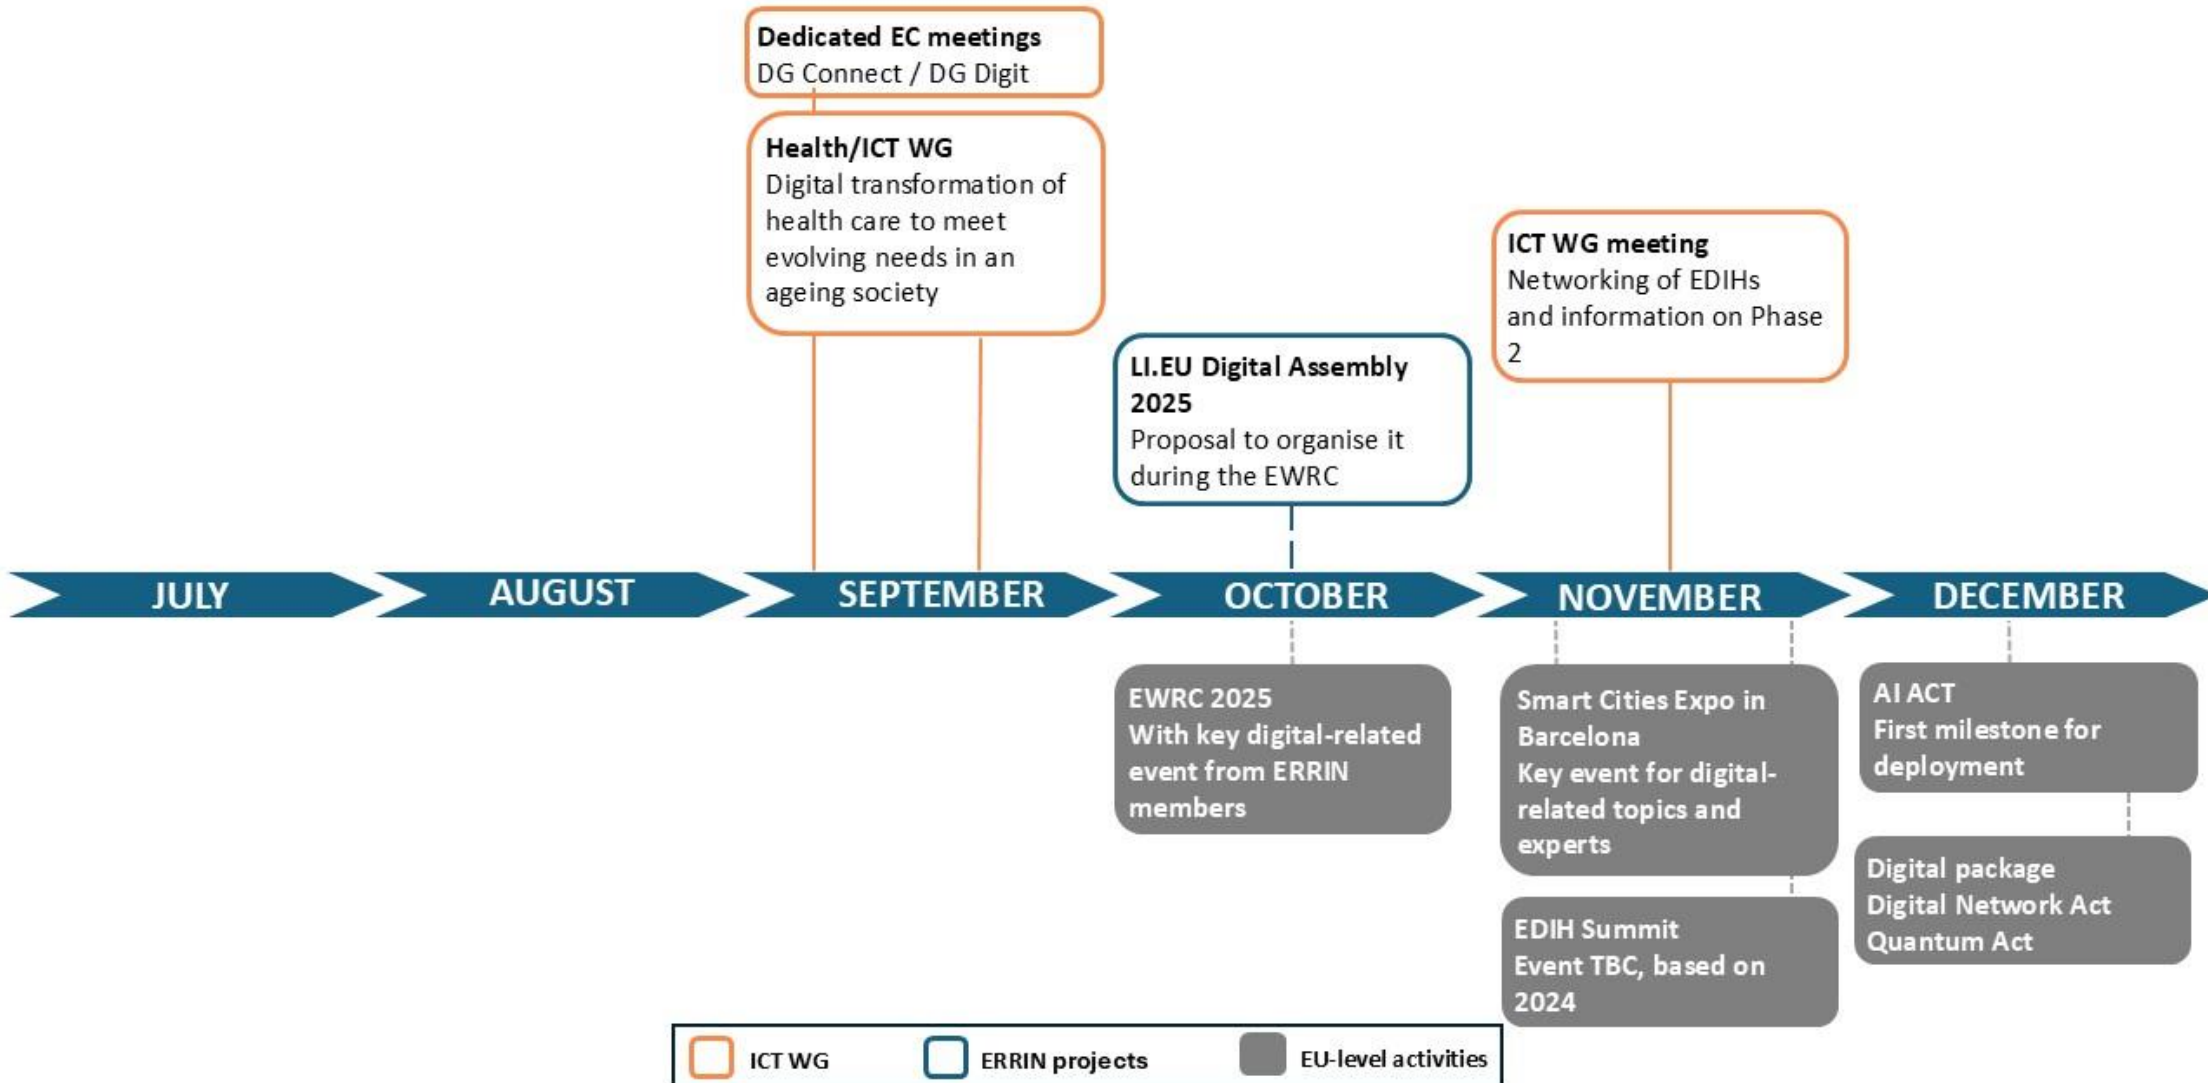 Dedicated EC meetings
DG Connect / DG Digit
Health/ICT WG
Digital transformation of
health care to meet
evolving needs in an
ageing society
ICT WG meeting
Networking of EDIHs
and information on Phase
2
LI.EU Digital Assembly
2025
Proposal to organise it
during the EWRC
JULY
AUGUST
SEPTEMBER
OCTOBER
NOVEMBER
DECEMBER
EWRC 2025
With key digital-related
event from ERRIN
members
Smart Cities Expo in
Barcelona
Key event for digital-
related topics and
experts
EDIH Summit
Event TBC, based on
2024
AI ACT
First milestone for
deployment
Digital package
Digital Network Act
Quantum Act
ICT WG
ERRIN projects
EU-level activities